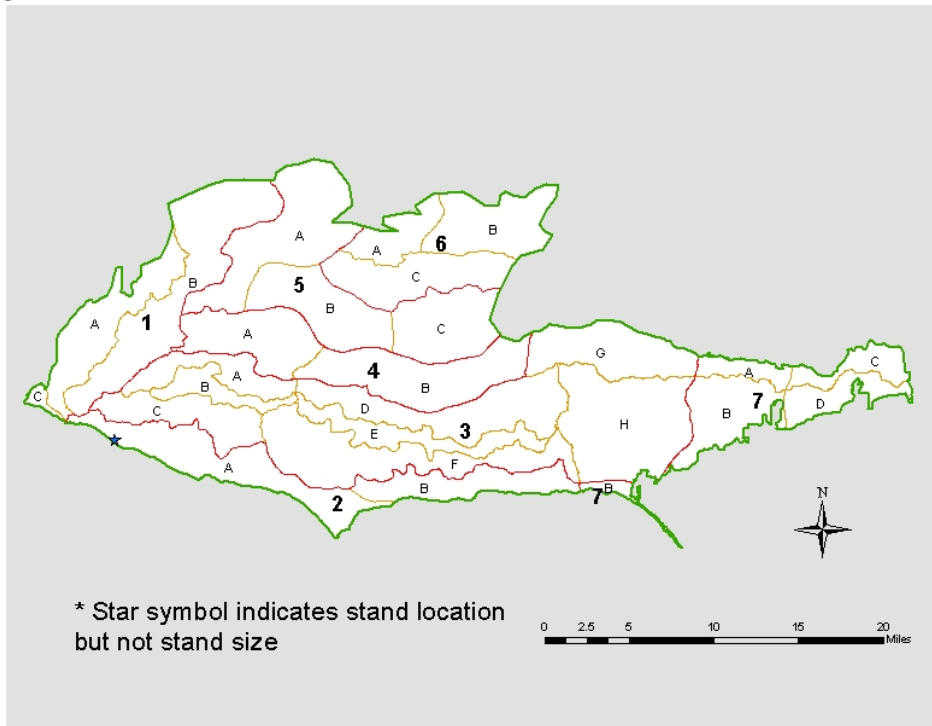 A
B
6
A
C
5
B
1
A
B
A
C
4
G
C
B
A
B
A
D
C
B
7
D
C
E
3
H
F
A
B
2
7
B
N
* Star symbol indicates stand location
but not stand size
0 2.5 5 10 15 20
Miles